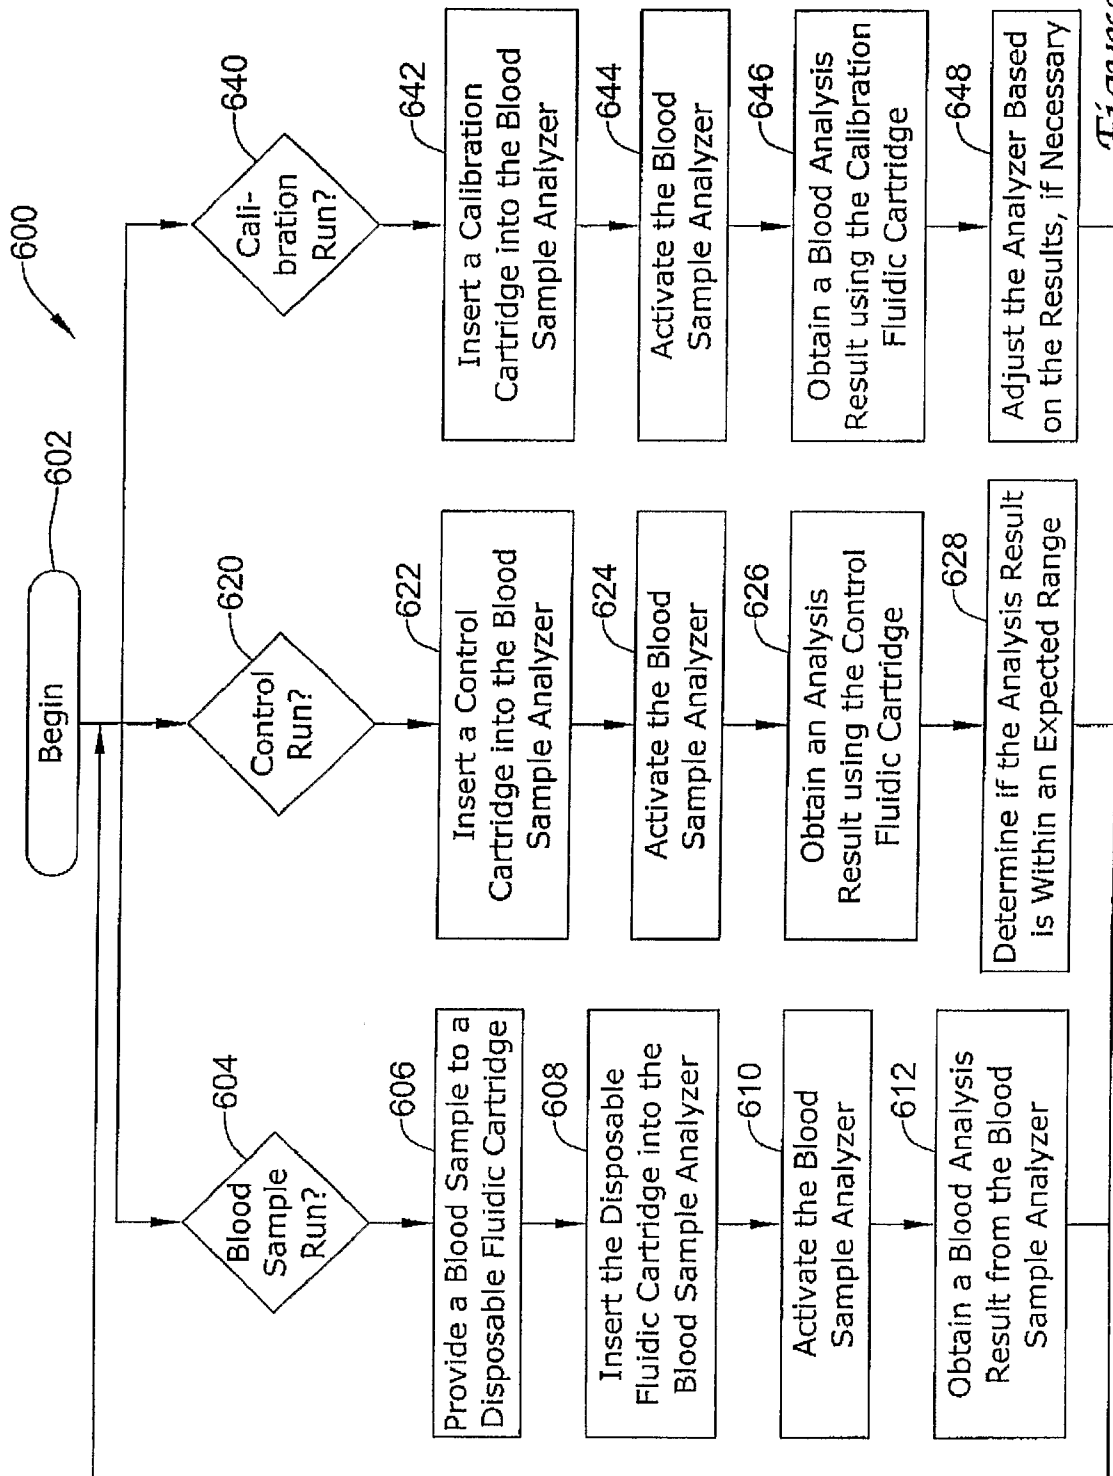 600
Begin
602
Blood
Sample
Run?
604
Provide a Blood Sample to a
Disposable Fluidic Cartridge
606
Insert the Disposable
Fluidic Cartridge into the
Blood Sample Analyzer
608
Activate the Blood
Sample Analyzer
610
Obtain a Blood Analysis
Result from the Blood
Sample Analyzer
612
Control
Run?
620
Insert a Control
Cartridge into the Blood
Sample Analyzer
622
Activate the Blood
Sample Analyzer
624
Obtain an Analysis
Result using the Control
Fluidic Cartridge
626
Determine if the Analysis Result
is Within an Expected Range
628
Cali-
bration
Run?
640
Insert a Calibration
Cartridge into the Blood
Sample Analyzer
642
Activate the Blood
Sample Analyzer
644
Obtain a Blood Analysis
Result using the Calibration
Fluidic Cartridge
646
Adjust the Analyzer Based
on the Results, if Necessary
648